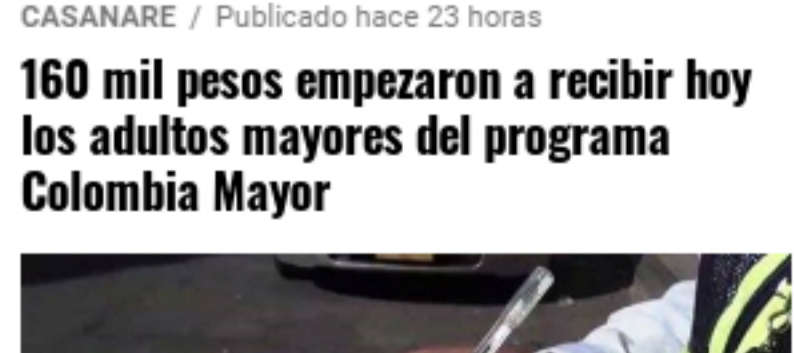 CASANARE / Publicado hace 23 horas
160 mil pesos empezaron a recibir hoy
los adultos mayores del programa
Colombia Mayor